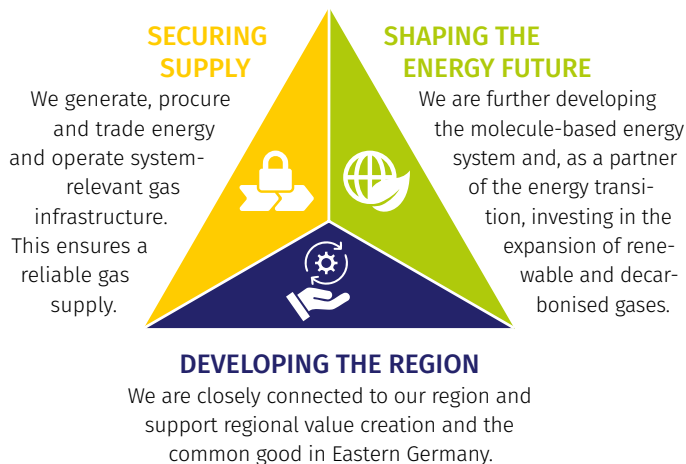 SECURING
SUPPLY
We generate, procure
and trade energy
and operate system-
relevant gas
infrastructure.
This ensures a
reliable gas
supply.
SHAPING THE
ENERGY FUTURE
We are further developing
the molecule-based energy
system and, as a partner
of the energy transi-
tion, investing in the
expansion of rene-
wable and decar-
bonised gases.
DEVELOPING THE REGION
We are closely connected to our region and
support regional value creation and the
common good in Eastern Germany.